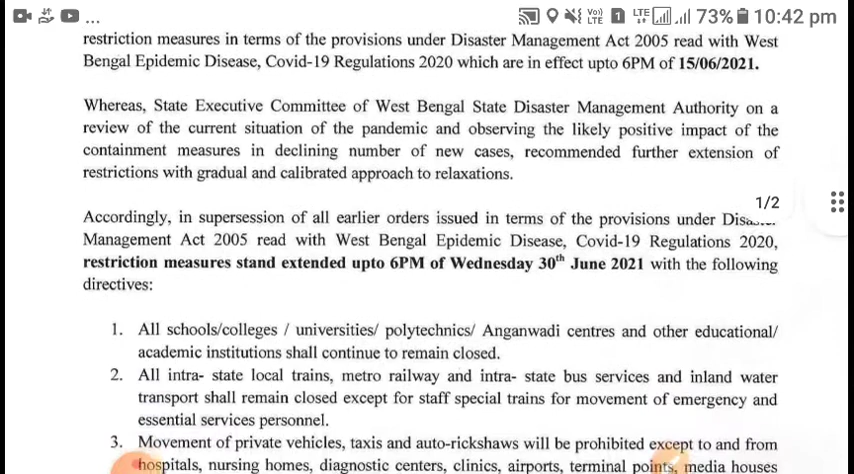 ... Vo)) LTE 1 LTE 73% 10:42 pm
restriction measures in terms of the provisions under Disaster Management Act 2005 read with West
Bengal Epidemic Disease, Covid-19 Regulations 2020 which are in effect upto 6PM of 15/06/2021.
Whereas, State Executive Committee of West Bengal State Disaster Management Authority on a
review of the current situation of the pandemic and observing the likely positive impact of the
containment measures in declining number of new cases, recommended further extension of
restrictions with gradual and calibrated approach to relaxations.
1/2
Accordingly, in supersession of all earlier orders issued in terms of the provisions under
Management Act 2005 read with West Bengal Epidemic Disease, Covid-19 Regulations 2020,
restriction measures stand extended upto 6PM of Wednesday 30th June 2021 with the following
directives:
1. All schools/colleges / universities/ polytechnics/ Anganwadi centres and other educational/
academic institutions shall continue to remain closed.
2. All intra- state local trains, metro railway and intra- state bus services and inland water
transport shall remain closed except for staff special trains for movement of emergency and
essential services personnel.
3. Movement of private vehicles, taxis and auto-rickshaws will be prohibited except to and from
hospitals, nursing homes, diagnostic centers, clinics, airports, terminal points, media houses